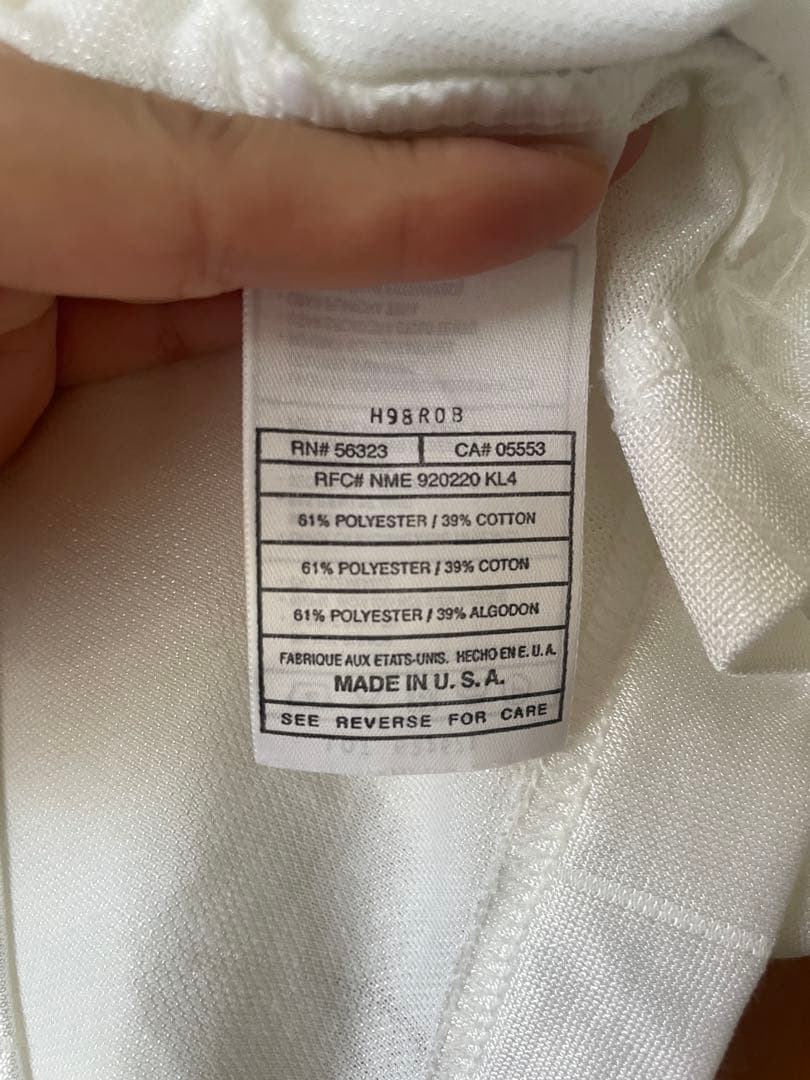 H98R0B
RN# 56323 CA# 05553
RFC# NME 920220 KL4
61% POLYESTER / 39% COTTON
61% POLYESTER / 39% COTON
61% POLYESTER / 39% ALGODON
FABRIQUE AUX ETATS-UNIS. HECHO EN E. U. A.
MADE IN U. S. A.
SEE REVERSE FOR CARE